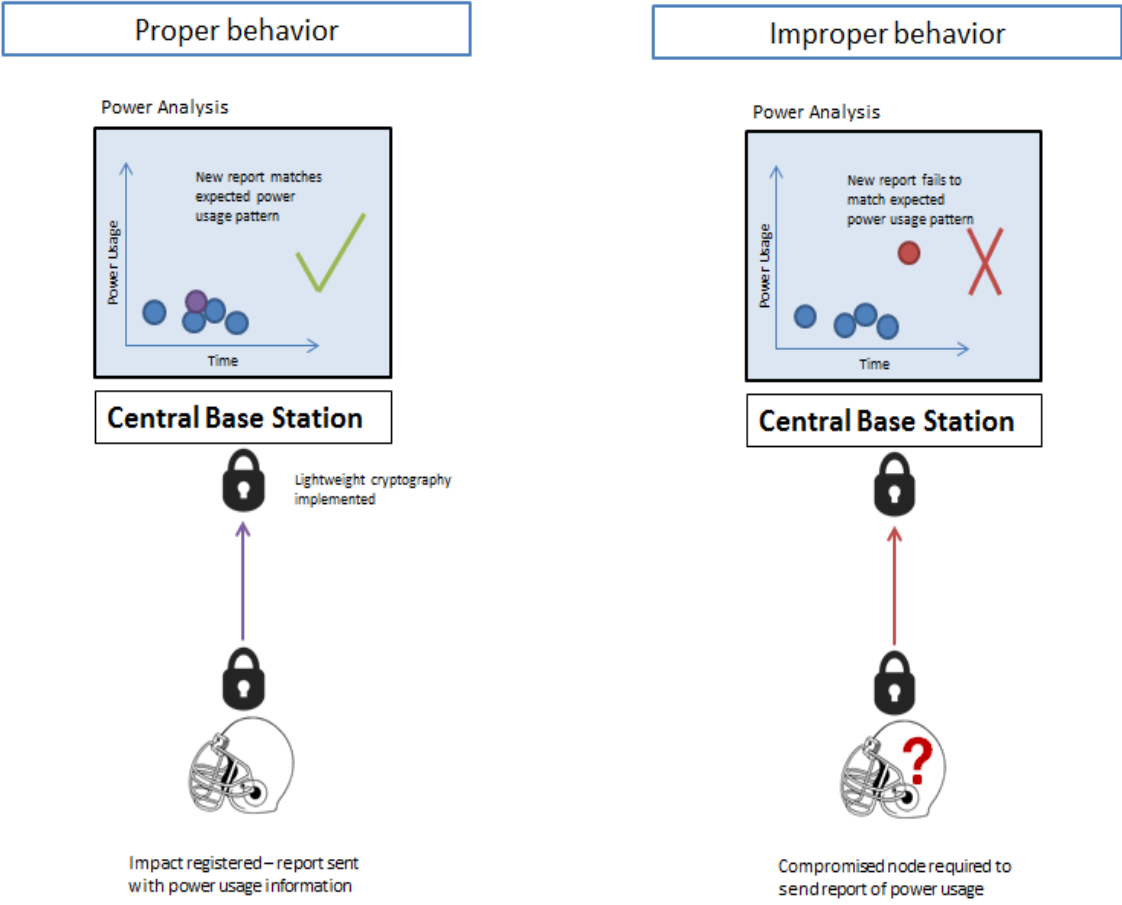 Proper behavior
Power Analysis
New report matches
expected power
usage pattern
Power Usage
Time
Central Base Station
Lightweight cryptography
implemented
Impact registered – report sent
with power usage information
Improper behavior
Power Analysis
New report fails to
match expected
power usage pattern
Power Usage
Time
Central Base Station
?
Compromised node required to
send report of power usage